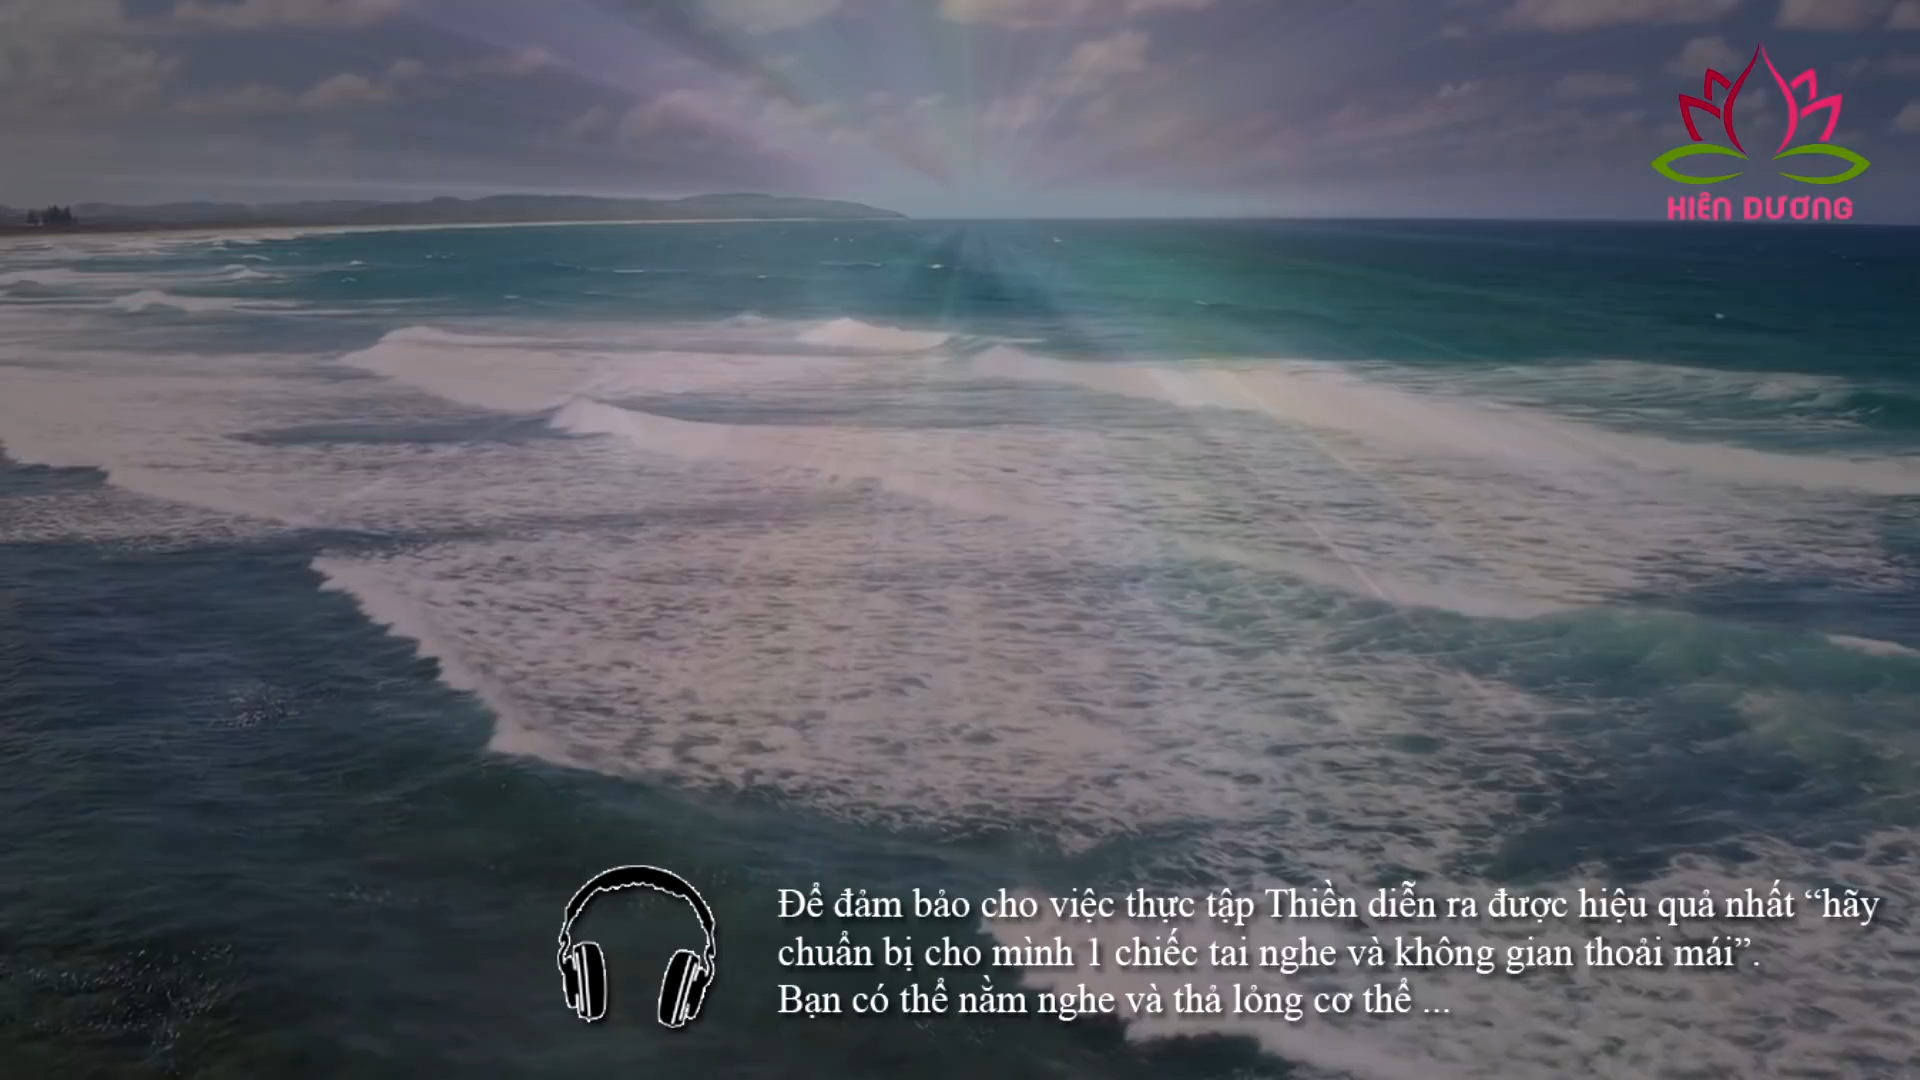 HIÊN DƯƠNG
Để đảm bảo cho việc thực tập Thiền diễn ra được hiệu quả nhất “hãy
chuẩn bị cho mình 1 chiếc tai nghe và không gian thoải mái”.
Bạn có thể nằm nghe và thả lỏng cơ thể ...